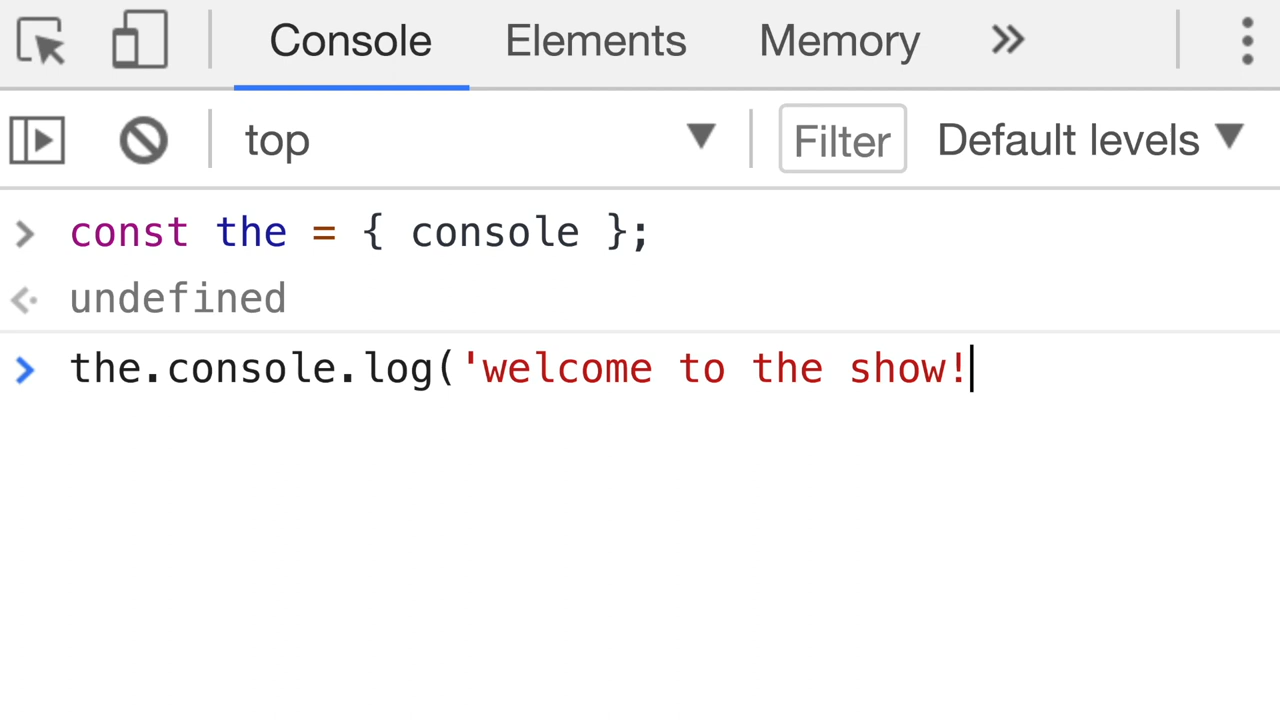 Console Elements Memory »
top ▼ Filter Default levels ▼
> const the = { console };
undefined
> the.console.log('welcome to the show!